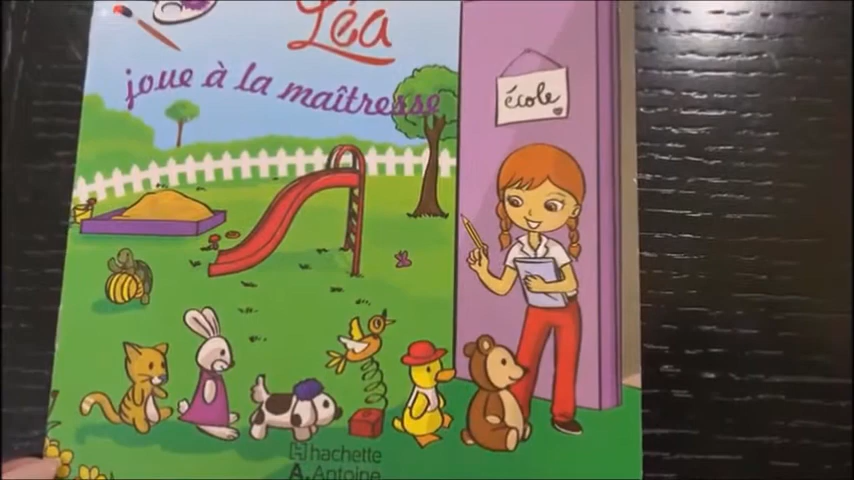 Léa
joue à la maîtresse
école
hachette
A. Antoine